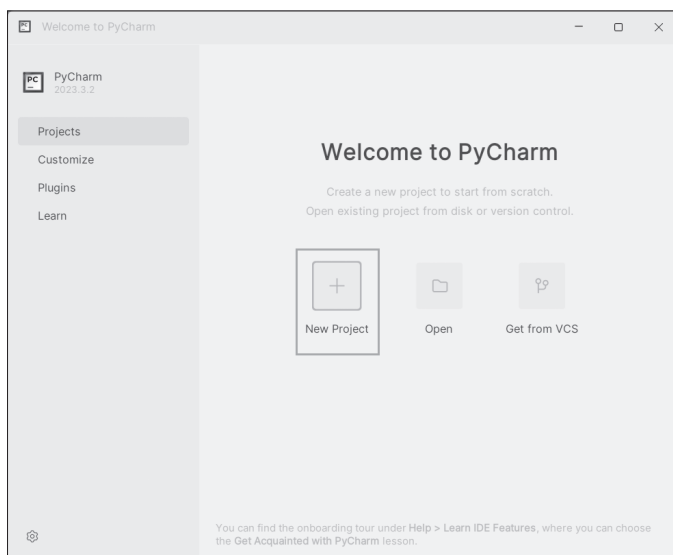 PC Welcome to PyCharm
PC PyCharm
2023.3.2
Projects
Customize
Plugins
Learn
Welcome to PyCharm
Create a new project to start from scratch.
Open existing project from disk or version control.
New Project Open Get from VCS
You can find the onboarding tour under Help > Learn IDE Features, where you can choose
the Get Acquainted with PyCharm lesson.